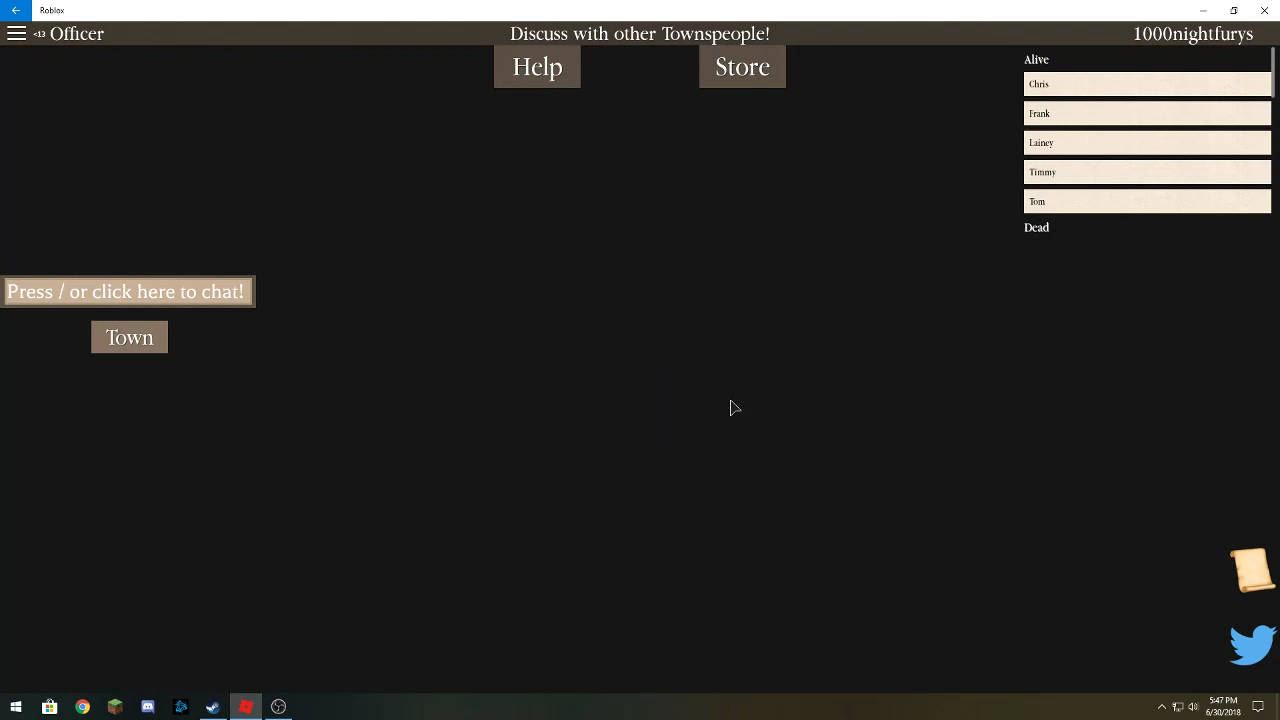 Roblox
<13 Officer
Discuss with other Townspeople!
1000nightfurys
Help
Store
Alive
Chris
Frank
Lainey
Timmy
Tom
Dead
Press / or click here to chat!
Town
5:47 PM
6/30/2018